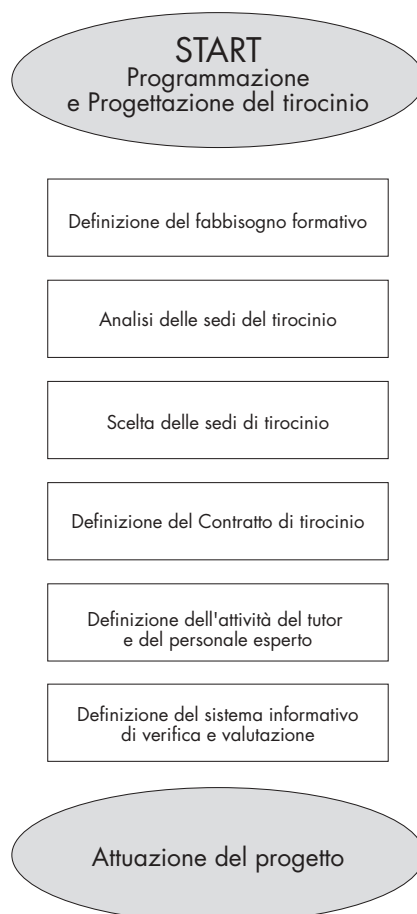 START
Programmazione
e Progettazione del tirocinio
Definizione del fabbisogno formativo
Analisi delle sedi del tirocinio
Scelta delle sedi di tirocinio
Definizione del Contratto di tirocinio
Definizione dell'attività del tutor
e del personale esperto
Definizione del sistema informativo
di verifica e valutazione
Attuazione del progetto